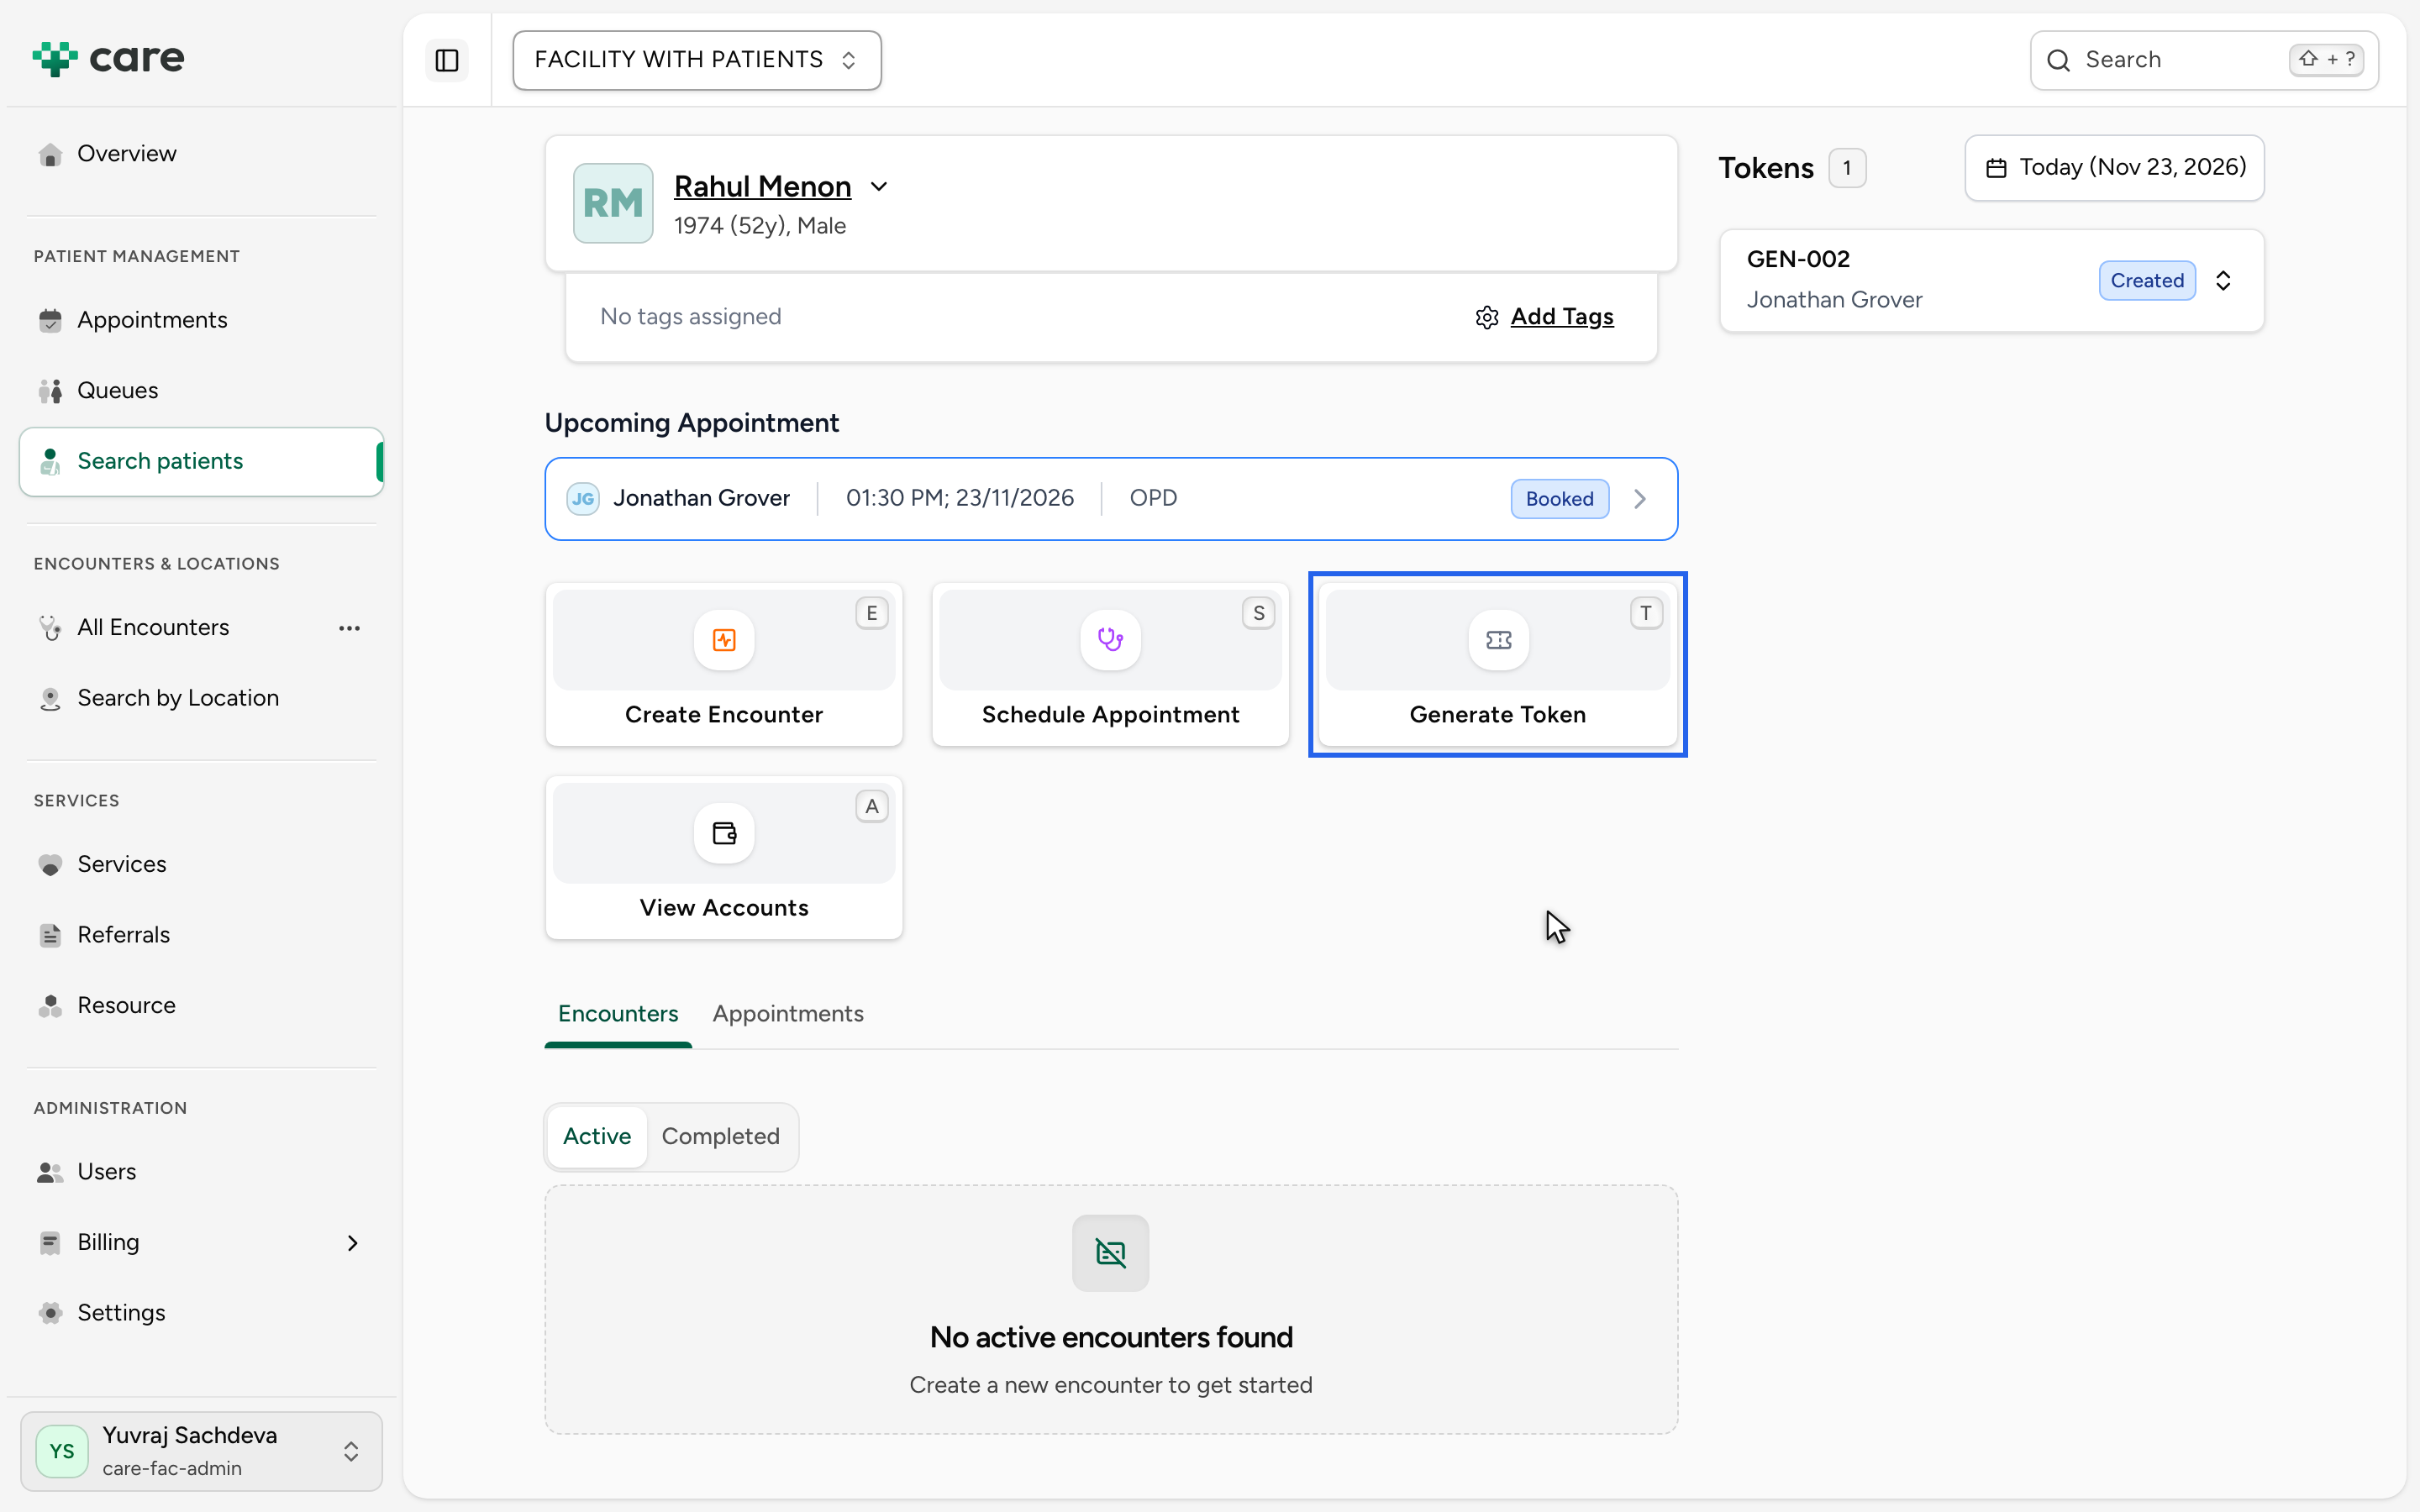 care
Overview
PATIENT MANAGEMENT
Appointments
Queues
Search patients
ENCOUNTERS & LOCATIONS
All Encounters
Search by Location
SERVICES
Services
Referrals
Resource
ADMINISTRATION
Users
Billing
Settings
YS
Yuvraj Sachdeva
care-fac-admin
FACILITY WITH PATIENTS
Search
+ ?
RM
Rahul Menon
1974 (52y), Male
No tags assigned
Add Tags
Upcoming Appointment
JG Jonathan Grover 01:30 PM; 23/11/2026 OPD Booked
E
Create Encounter
S
Schedule Appointment
T
Generate Token
A
View Accounts
Encounters Appointments
Active Completed
No active encounters found
Create a new encounter to get started
Tokens 1
Today (Nov 23, 2026)
GEN-002
Jonathan Grover
Created